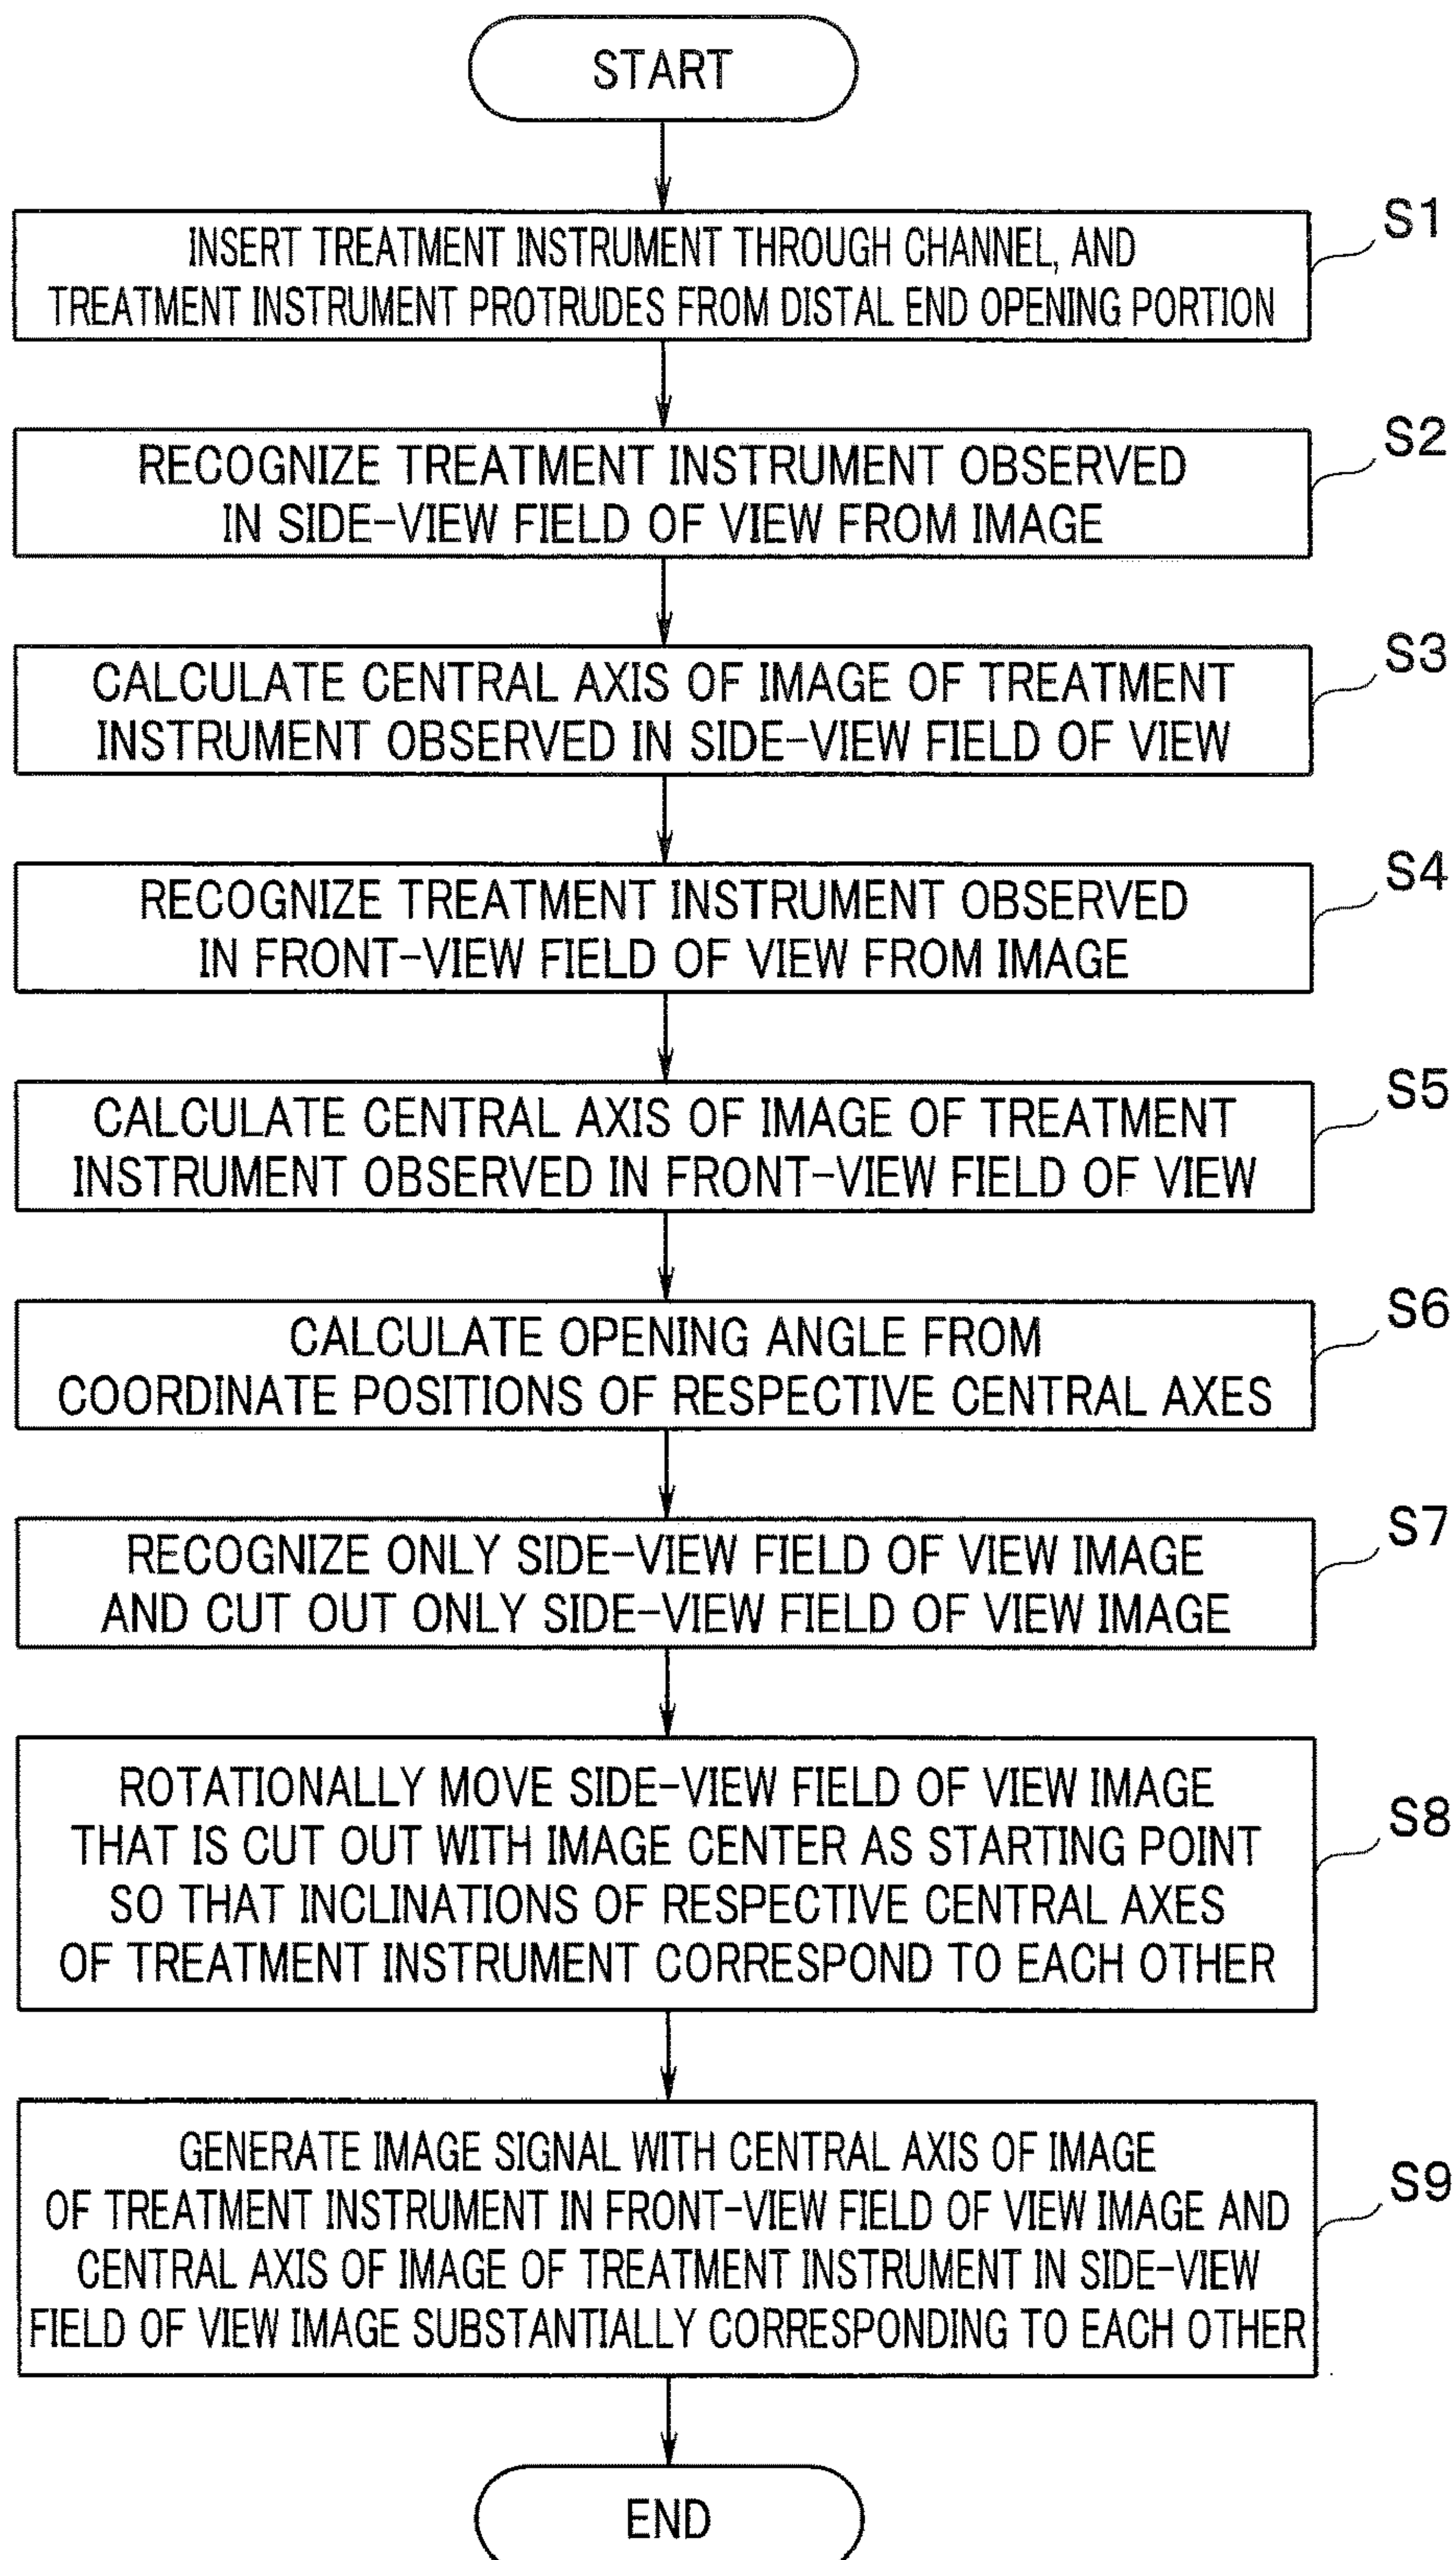 START
S1
INSERT TREATMENT INSTRUMENT THROUGH CHANNEL, AND
TREATMENT INSTRUMENT PROTRUDES FROM DISTAL END OPENING PORTION
S2
RECOGNIZE TREATMENT INSTRUMENT OBSERVED
IN SIDE-VIEW FIELD OF VIEW FROM IMAGE
S3
CALCULATE CENTRAL AXIS OF IMAGE OF TREATMENT
INSTRUMENT OBSERVED IN SIDE-VIEW FIELD OF VIEW
S4
RECOGNIZE TREATMENT INSTRUMENT OBSERVED
IN FRONT-VIEW FIELD OF VIEW FROM IMAGE
S5
CALCULATE CENTRAL AXIS OF IMAGE OF TREATMENT
INSTRUMENT OBSERVED IN FRONT-VIEW FIELD OF VIEW
S6
CALCULATE OPENING ANGLE FROM
COORDINATE POSITIONS OF RESPECTIVE CENTRAL AXES
S7
RECOGNIZE ONLY SIDE-VIEW FIELD OF VIEW IMAGE
AND CUT OUT ONLY SIDE-VIEW FIELD OF VIEW IMAGE
S8
ROTATIONALLY MOVE SIDE-VIEW FIELD OF VIEW IMAGE
THAT IS CUT OUT WITH IMAGE CENTER AS STARTING POINT
SO THAT INCLINATIONS OF RESPECTIVE CENTRAL AXES
OF TREATMENT INSTRUMENT CORRESPOND TO EACH OTHER
S9
GENERATE IMAGE SIGNAL WITH CENTRAL AXIS OF IMAGE
OF TREATMENT INSTRUMENT IN FRONT-VIEW FIELD OF VIEW IMAGE AND
CENTRAL AXIS OF IMAGE OF TREATMENT INSTRUMENT IN SIDE-VIEW
FIELD OF VIEW IMAGE SUBSTANTIALLY CORRESPONDING TO EACH OTHER
END